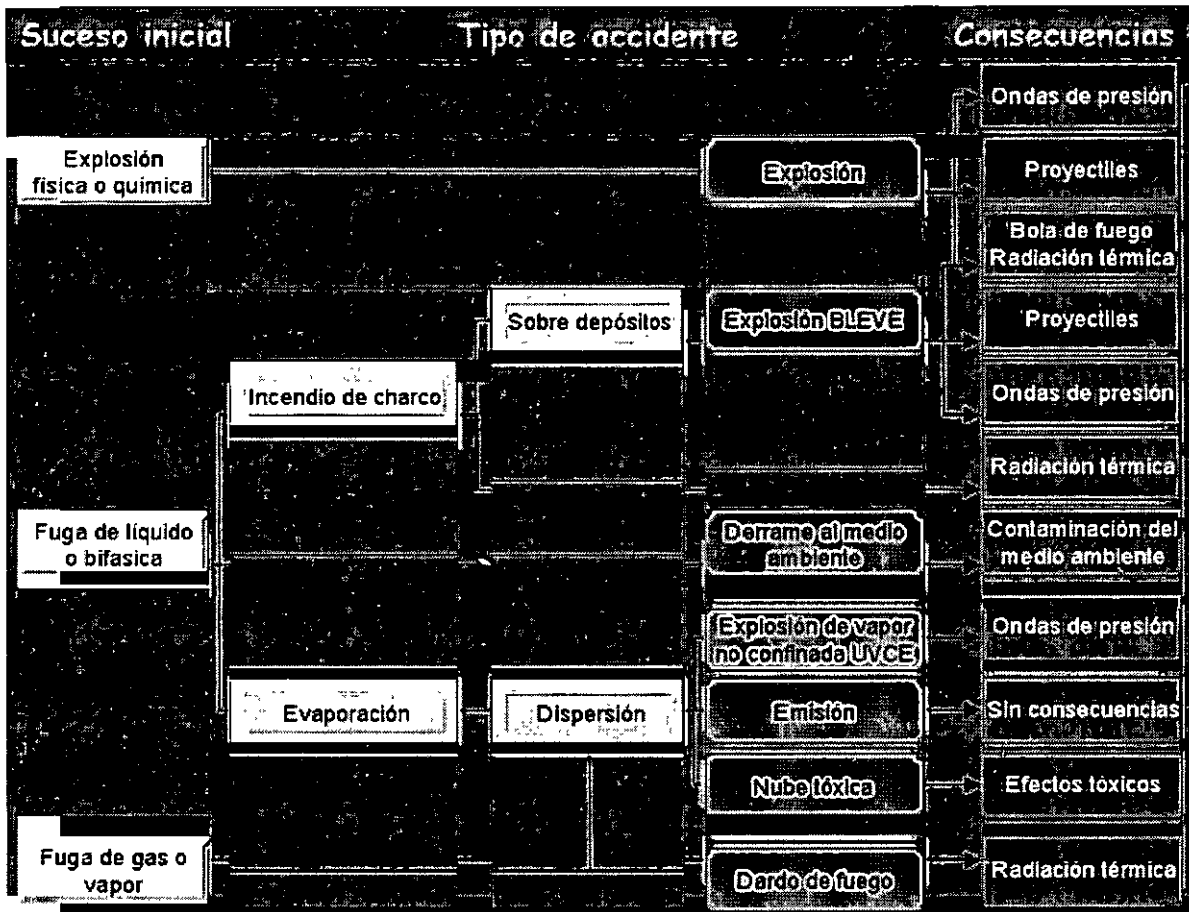 Suceso inicial
Tipo de accidente
Consecuencias
Ondas de presión
Explosión
física o química
Explosión
Proyectiles
Bola de fuego
Radiación térmica
Sobre depósitos
Explosión BLEVE
Proyectiles
Incendio de charco
Ondas de presión
Radiación térmica
Fuga de líquido
o bifasica
Derrame al medio
ambiente
Contaminación del
medio ambiente
Explosión de vapor
no confinada UVCE
Ondas de presión
Evaporación
Dispersión
Emisión
Sin consecuencias
Nube tóxica
Efectos tóxicos
Fuga de gas o
vapor
Dardo de fuego
Radiación térmica